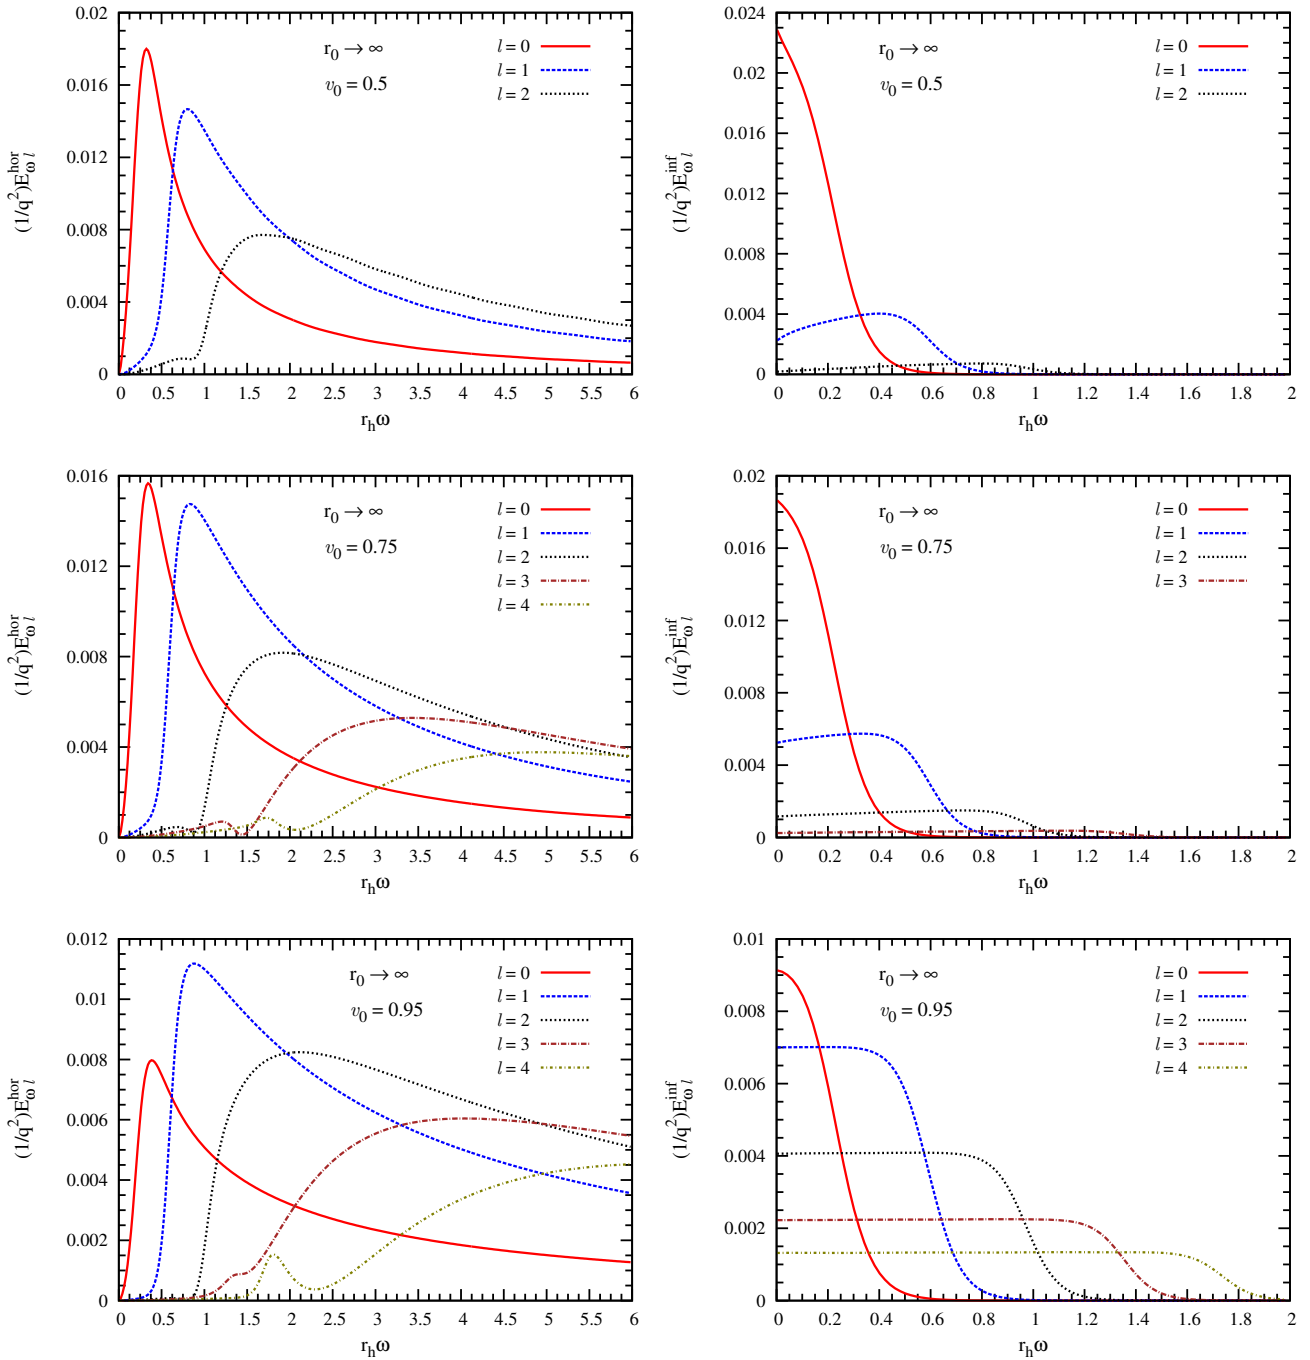 0.02
0.016
0.012
0.008
0.004
0
(1/q²)E^hor_ω l
r₀ → ∞
v₀ = 0.5
l = 0
l = 1
l = 2
0 0.5 1 1.5 2 2.5 3 3.5 4 4.5 5 5.5 6
r_hω
0.024
0.02
0.016
0.012
0.008
0.004
0
(1/q²)E^inf_ω l
r₀ → ∞
v₀ = 0.5
l = 0
l = 1
l = 2
0 0.2 0.4 0.6 0.8 1 1.2 1.4 1.6 1.8 2
r_hω
0.016
0.012
0.008
0.004
0
(1/q²)E^hor_ω l
r₀ → ∞
v₀ = 0.75
l = 0
l = 1
l = 2
l = 3
l = 4
0 0.5 1 1.5 2 2.5 3 3.5 4 4.5 5 5.5 6
r_hω
0.02
0.016
0.012
0.008
0.004
0
(1/q²)E^inf_ω l
r₀ → ∞
v₀ = 0.75
l = 0
l = 1
l = 2
l = 3
0 0.2 0.4 0.6 0.8 1 1.2 1.4 1.6 1.8 2
r_hω
0.012
0.01
0.008
0.006
0.004
0.002
0
(1/q²)E^hor_ω l
r₀ → ∞
v₀ = 0.95
l = 0
l = 1
l = 2
l = 3
l = 4
0 0.5 1 1.5 2 2.5 3 3.5 4 4.5 5 5.5 6
r_hω
0.01
0.008
0.006
0.004
0.002
0
(1/q²)E^inf_ω l
r₀ → ∞
v₀ = 0.95
l = 0
l = 1
l = 2
l = 3
l = 4
0 0.2 0.4 0.6 0.8 1 1.2 1.4 1.6 1.8 2
r_hω